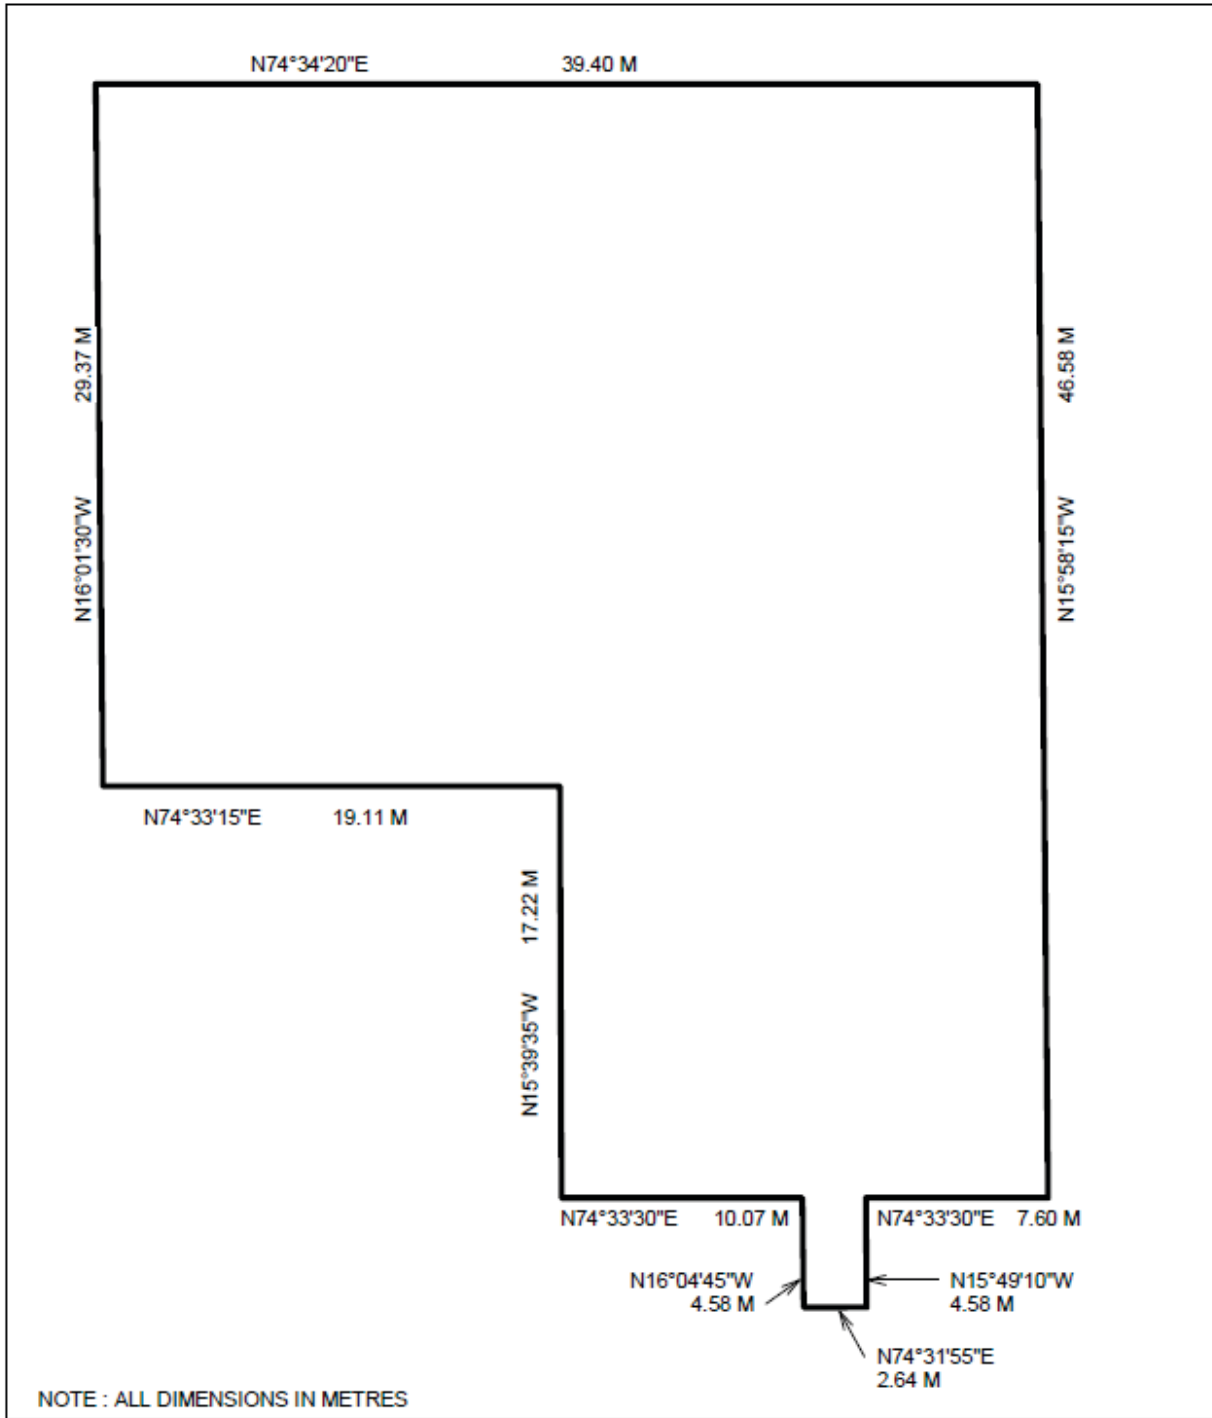 N74°34'20"E 39.40 M
29.37 M
N16°01'30"W
46.58 M
N15°58'15"W
N74°33'15"E 19.11 M
17.22 M
N15°39'35"W
N74°33'30"E 10.07 M
N74°33'30"E 7.60 M
N16°04'45"W
4.58 M
N15°49'10"W
4.58 M
N74°31'55"E
2.64 M
NOTE : ALL DIMENSIONS IN METRES